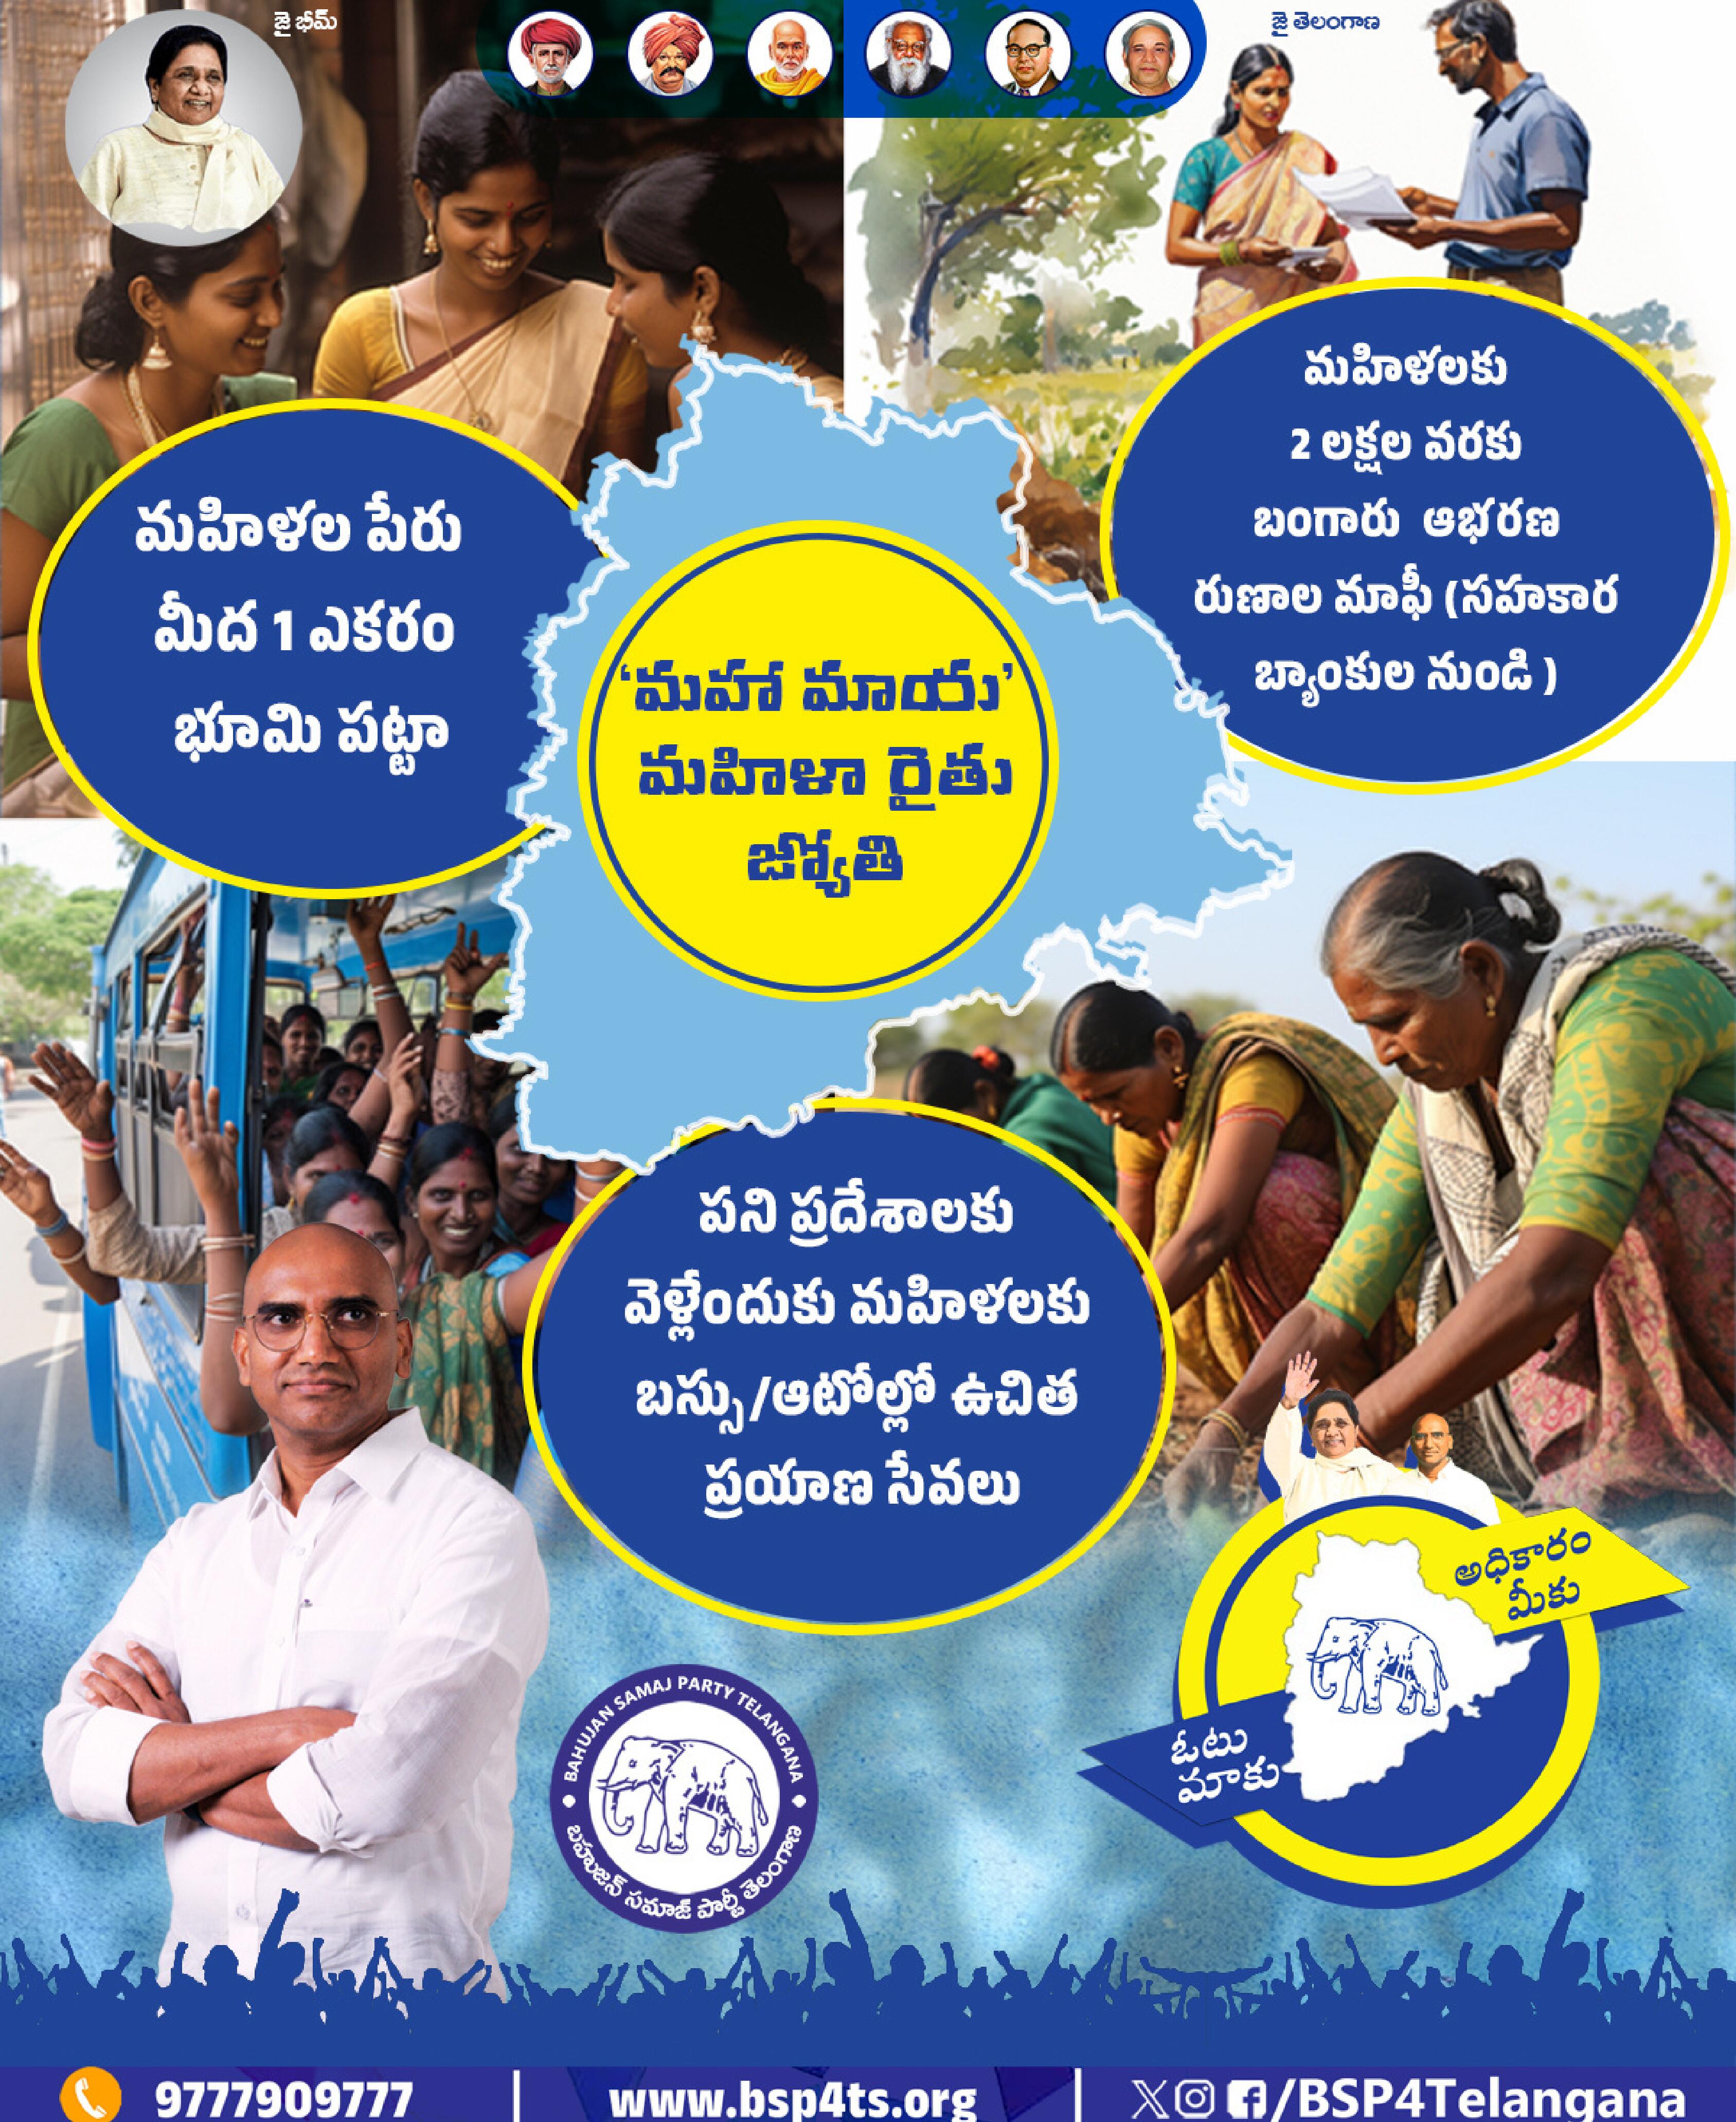 జై భీమ్
జై తెలంగాణ
మహిళల పేరు
మీద 1 ఎకరం
భూమి పట్టా
మహిళలకు
2 లక్షల వరకు
బంగారు ఆభరణ
రుణాల మాఫీ (సహకార
బ్యాంకుల నుండి )
‘మహా మాయ’
మహిళా రైతు
జ్యోతి
పని ప్రదేశాలకు
వెళ్లేందుకు మహిళలకు
బస్సు/ఆటోల్లో ఉచిత
ప్రయాణ సేవలు
అధికారం
మీకు
ఓటు
మాకు
BAHUJAN SAMAJ PARTY TELANGANA
బహుజన్ సమాజ్ పార్టీ తెలంగాణ
9777909777 | www.bsp4ts.org | /BSP4Telangana